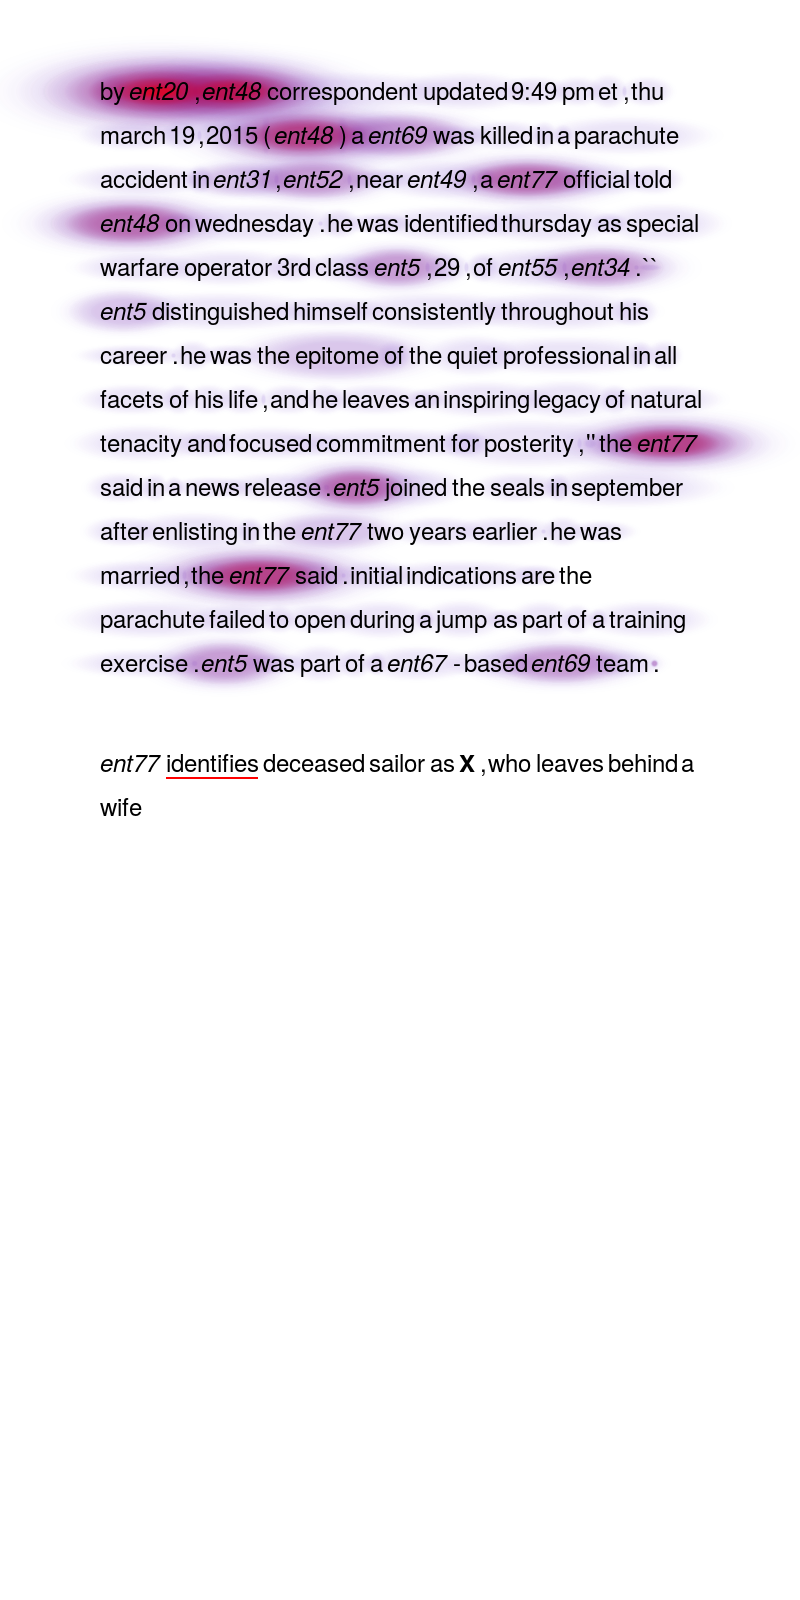 by ent20 , ent48 correspondent updated 9:49 pm et , thu
march 19 , 2015 ( ent48 ) a ent69 was killed in a parachute
accident in ent31 , ent52 , near ent49 , a ent77 official told
ent48 on wednesday . he was identified thursday as special
warfare operator 3rd class ent5 , 29 , of ent55 , ent34 . ``
ent5 distinguished himself consistently throughout his
career . he was the epitome of the quiet professional in all
facets of his life , and he leaves an inspiring legacy of natural
tenacity and focused commitment for posterity , '' the ent77
said in a news release . ent5 joined the seals in september
after enlisting in the ent77 two years earlier . he was
married , the ent77 said . initial indications are the
parachute failed to open during a jump as part of a training
exercise . ent5 was part of a ent67 - based ent69 team .
ent77 identifies deceased sailor as X , who leaves behind a
wife